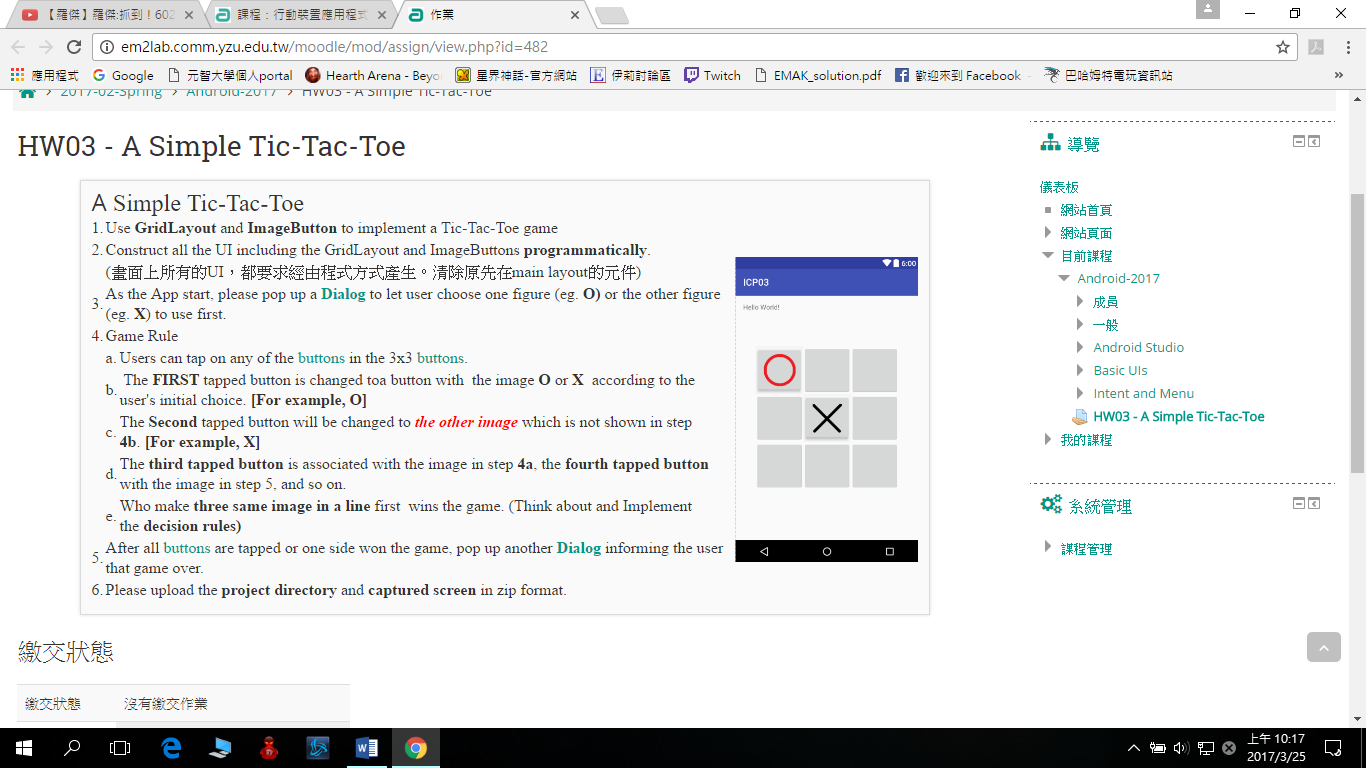 【羅傑】羅傑:抓到！602
課程：行動裝置應用程式
作業
em2lab.comm.yzu.edu.tw/moodle/mod/assign/view.php?id=482
應用程式 Google 元智大學個人portal Hearth Arena - Beyo 星界神話-官方網站 伊莉討論區 Twitch EMAK_solution.pdf 歡迎來到 Facebook 巴哈姆特電玩資訊站 »
2017-02-Spring Android-2017 HW03 - A Simple Tic-Tac-Toe
HW03 - A Simple Tic-Tac-Toe
A Simple Tic-Tac-Toe
1. Use GridLayout and ImageButton to implement a Tic-Tac-Toe game
2. Construct all the UI including the GridLayout and ImageButtons programmatically.
(畫面上所有的UI，都要求經由程式方式產生。清除原先在main layout的元件)
3. As the App start, please pop up a Dialog to let user choose one figure (eg. O) or the other figure
(eg. X) to use first.
4. Game Rule
a. Users can tap on any of the buttons in the 3x3 buttons.
b. The FIRST tapped button is changed toa button with the image O or X according to the
user's initial choice. [For example, O]
c. The Second tapped button will be changed to the other image which is not shown in step
4b. [For example, X]
d. The third tapped button is associated with the image in step 4a, the fourth tapped button
with the image in step 5, and so on.
e. Who make three same image in a line first wins the game. (Think about and Implement
the decision rules)
5. After all buttons are tapped or one side won the game, pop up another Dialog informing the user
that game over.
6. Please upload the project directory and captured screen in zip format.
6:00
ICP03
Hello World!
繳交狀態
繳交狀態 沒有繳交作業
導覽
儀表板
網站首頁
網站頁面
目前課程
Android-2017
成員
一般
Android Studio
Basic UIs
Intent and Menu
HW03 - A Simple Tic-Tac-Toe
我的課程
系統管理
課程管理
上午 10:17
2017/3/25